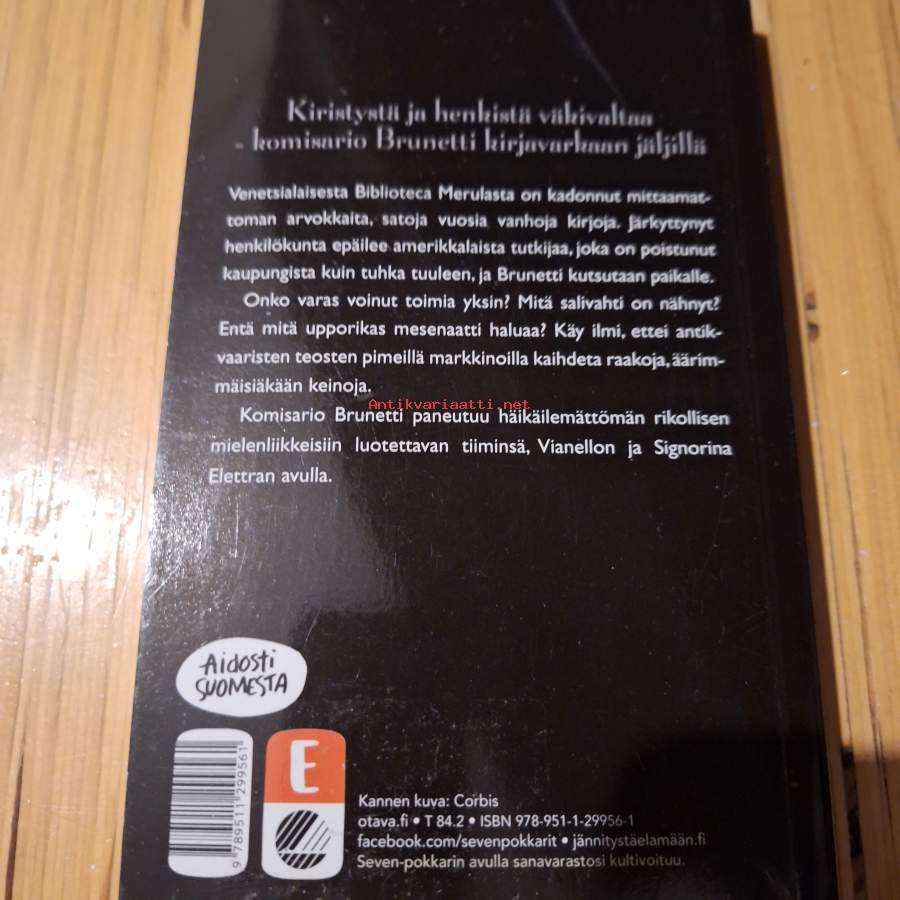 Kiristystä ja henkistä väkivaltaa
- komisario Brunetti kirjavarkaan jäljillä
Venetsialaisesta Biblioteca Merulasta on kadonnut mittaamat-
toman arvokkaita, satoja vuosia vanhoja kirjoja. Järkyttynyt
henkilökunta epäilee amerikkalaista tutkijaa, joka on poistunut
kaupungista kuin tuhka tuuleen, ja Brunetti kutsutaan paikalle.
Onko varas voinut toimia yksin? Mitä salivahti on nähnyt?
Entä mitä upporikas mesenaatti haluaa? Käy ilmi, ettei antik-
vaaristen teosten pimeillä markkinoilla kaihdeta raakoja, äärim-
mäisiäkään keinoja.
Antikvariaatti.net
Komisario Brunetti paneutuu häikäilemättömän rikollisen
mielenliikkeisiin luotettavan tiiminsä, Vianellon ja Signorina
Elettran avulla.
Aidosti
SUOMESTA
9 789511 299561
E
Kannen kuva: Corbis
otava.fi • T 84.2 • ISBN 978-951-1-29956-1
facebook.com/sevenpokkarit • jännitystäelämään.fi
Seven-pokkarin avulla sanavarastosi kultivoituu.